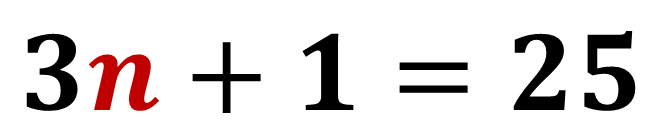 3n + 1 = 25